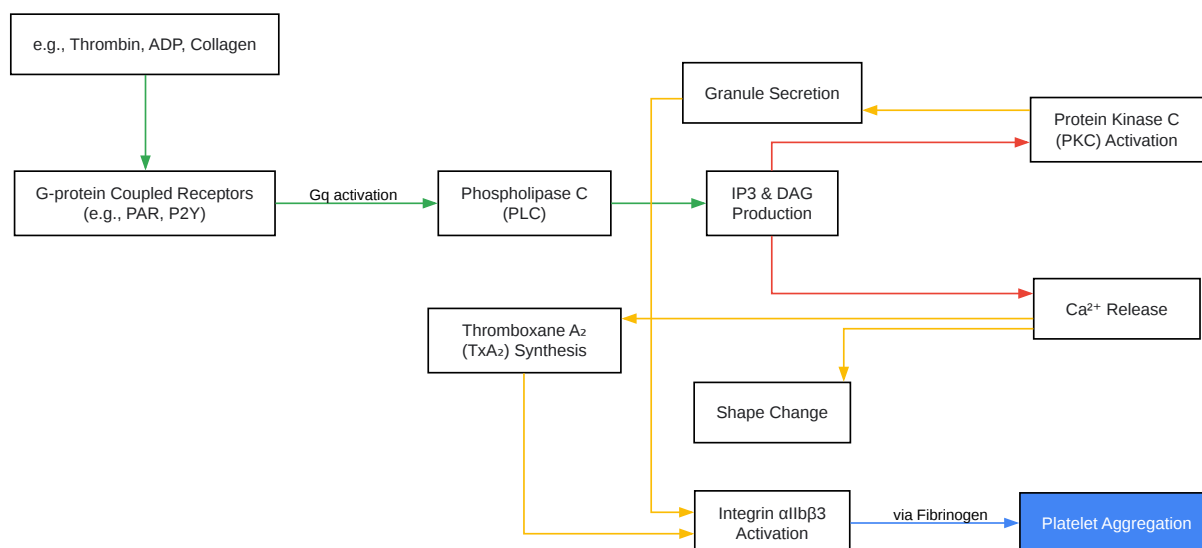 e.g., Thrombin, ADP, Collagen
Granule Secretion
Protein Kinase C
(PKC) Activation
G-protein Coupled Receptors
(e.g., PAR, P2Y)
Gq activation
Phospholipase C
(PLC)
IP3 & DAG
Production
Ca²⁺ Release
Thromboxane A₂
(TxA₂) Synthesis
Shape Change
Integrin αIIbβ3
Activation
via Fibrinogen
Platelet Aggregation